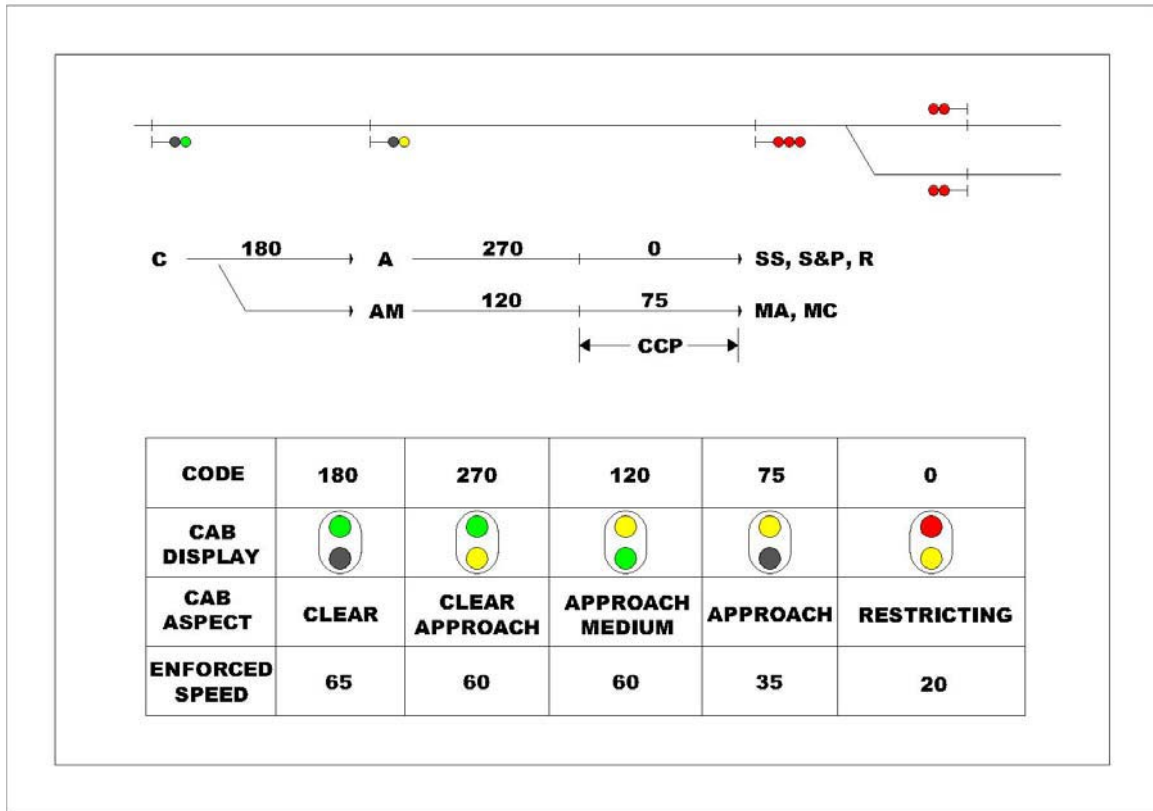 C 180 A 270 0 SS, S&P, R
AM 120 75 MA, MC
CCP
CODE 180 270 120 75 0
CAB DISPLAY
CAB ASPECT CLEAR CLEAR APPROACH APPROACH MEDIUM APPROACH RESTRICTING
ENFORCED SPEED 65 60 60 35 20